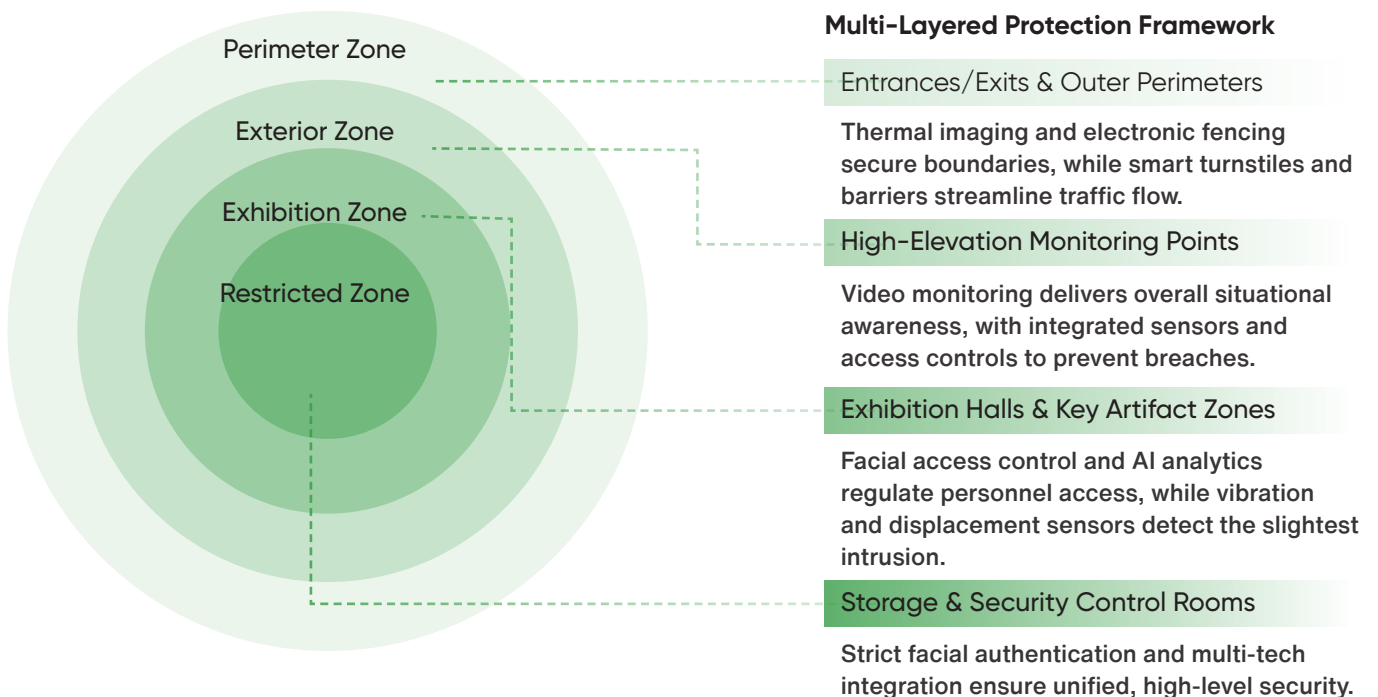 Perimeter Zone
Exterior Zone
Exhibition Zone
Restricted Zone
Multi-Layered Protection Framework
Entrances/Exits & Outer Perimeters
Thermal imaging and electronic fencing
secure boundaries, while smart turnstiles and
barriers streamline traffic flow.
High-Elevation Monitoring Points
Video monitoring delivers overall situational
awareness, with integrated sensors and
access controls to prevent breaches.
Exhibition Halls & Key Artifact Zones
Facial access control and AI analytics
regulate personnel access, while vibration
and displacement sensors detect the slightest
intrusion.
Storage & Security Control Rooms
Strict facial authentication and multi-tech
integration ensure unified, high-level security.